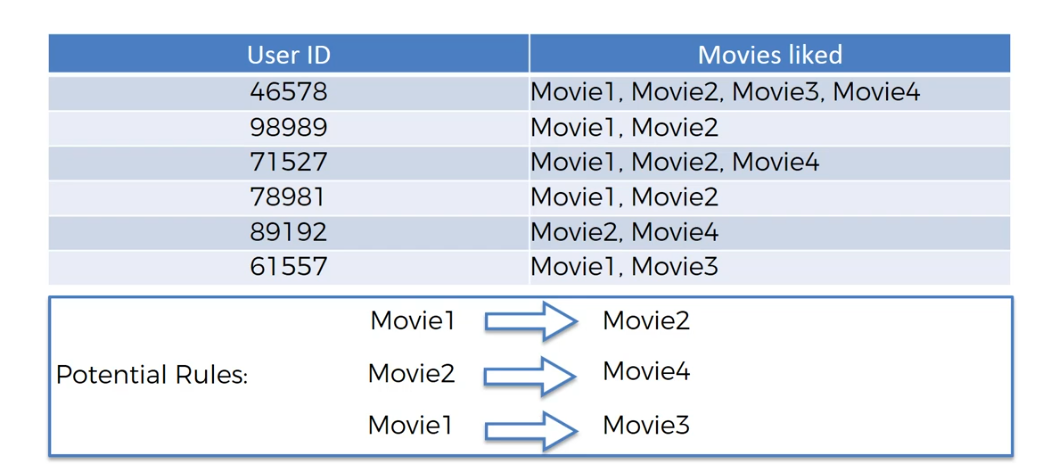 User ID Movies liked
46578 Movie1, Movie2, Movie3, Movie4
98989 Movie1, Movie2
71527 Movie1, Movie2, Movie4
78981 Movie1, Movie2
89192 Movie2, Movie4
61557 Movie1, Movie3
Movie1 Movie2
Potential Rules: Movie2 Movie4
Movie1 Movie3